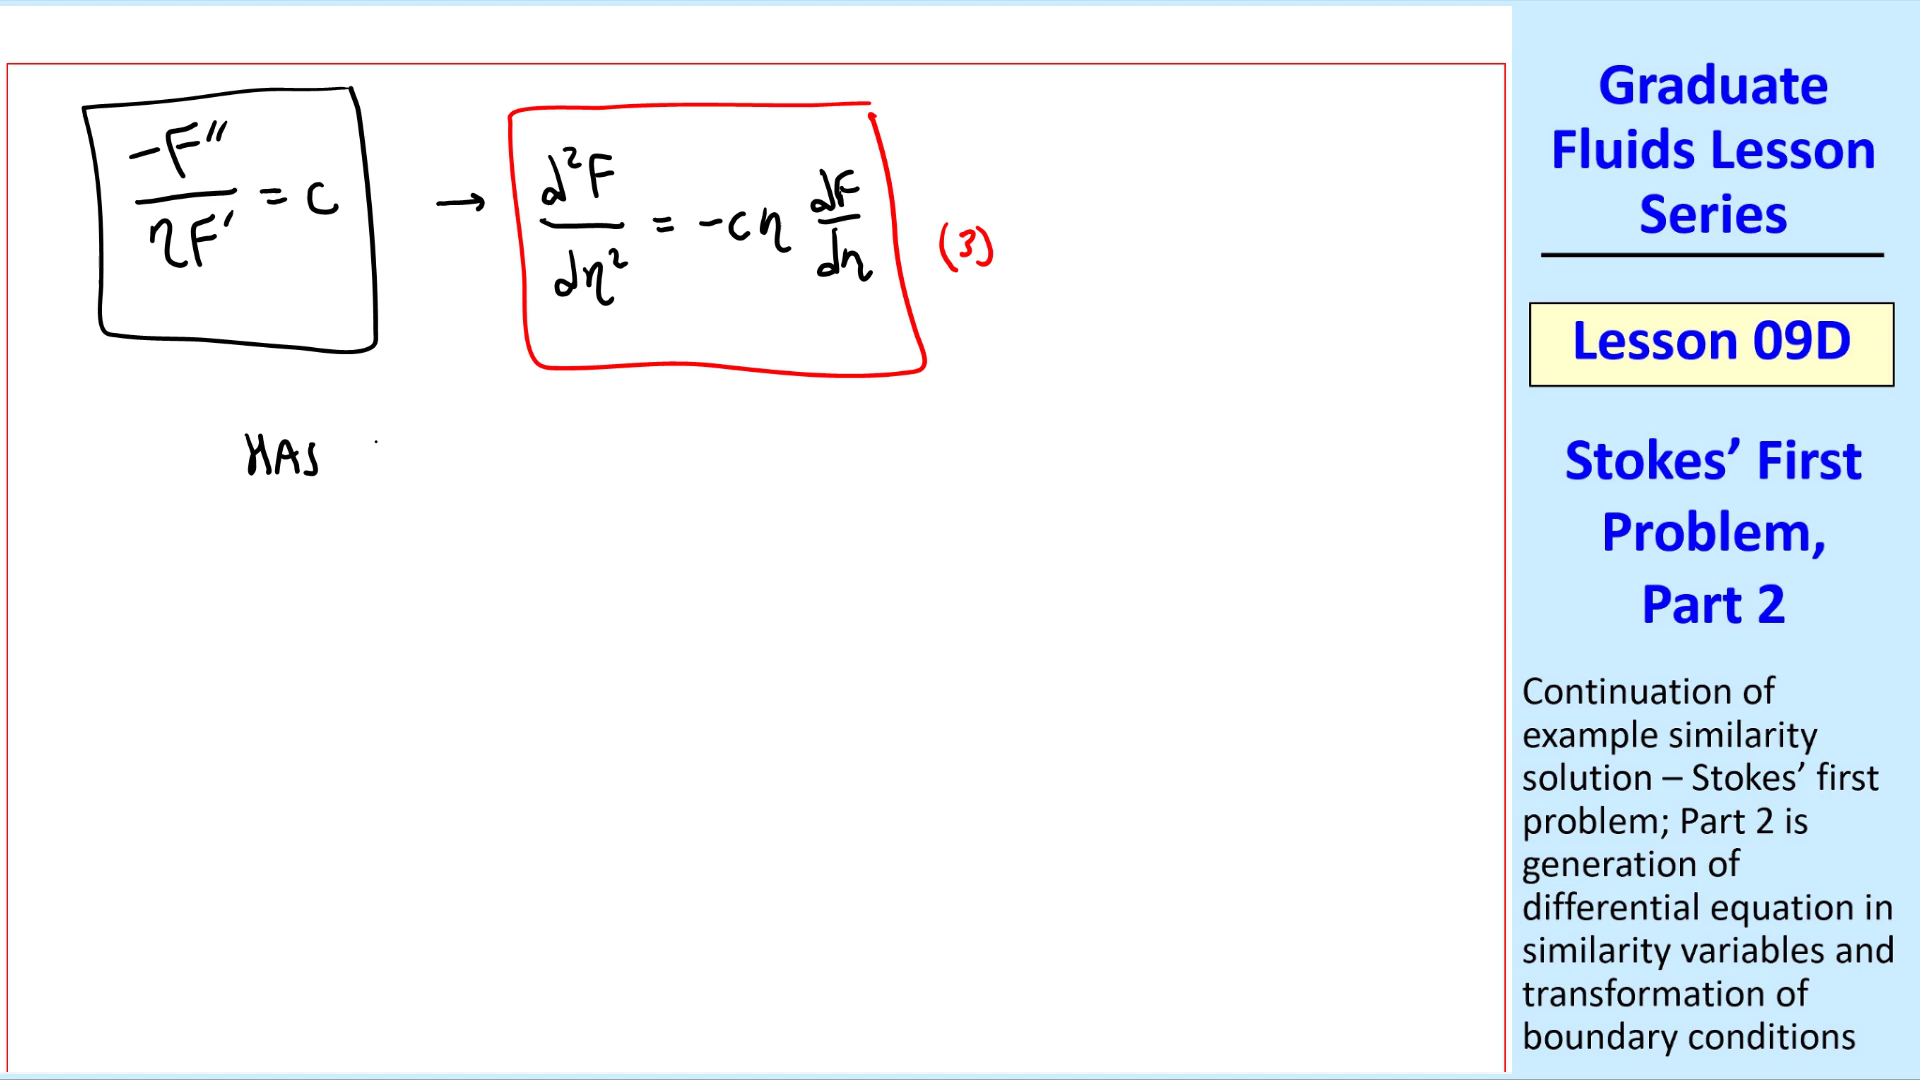 -F''/ηF' = c → d²F/dη² = -cη dF/dη (3)
HAS
Graduate
Fluids Lesson
Series
Lesson 09D
Stokes’ First
Problem,
Part 2
Continuation of
example similarity
solution – Stokes’ first
problem; Part 2 is
generation of
differential equation in
similarity variables and
transformation of
boundary conditions